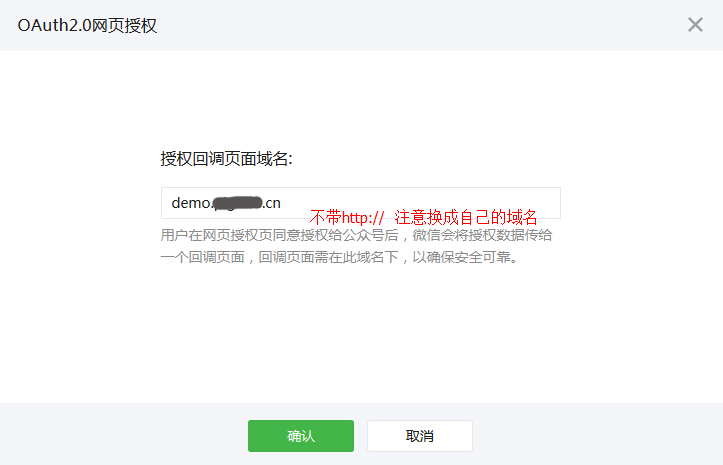 OAuth2.0网页授权
授权回调页面域名:
demo. .cn
不带http:// 注意换成自己的域名
用户在网页授权页同意授权给公众号后，微信会将授权数据传给
一个回调页面，回调页面需在此域名下，以确保安全可靠。
确认
取消